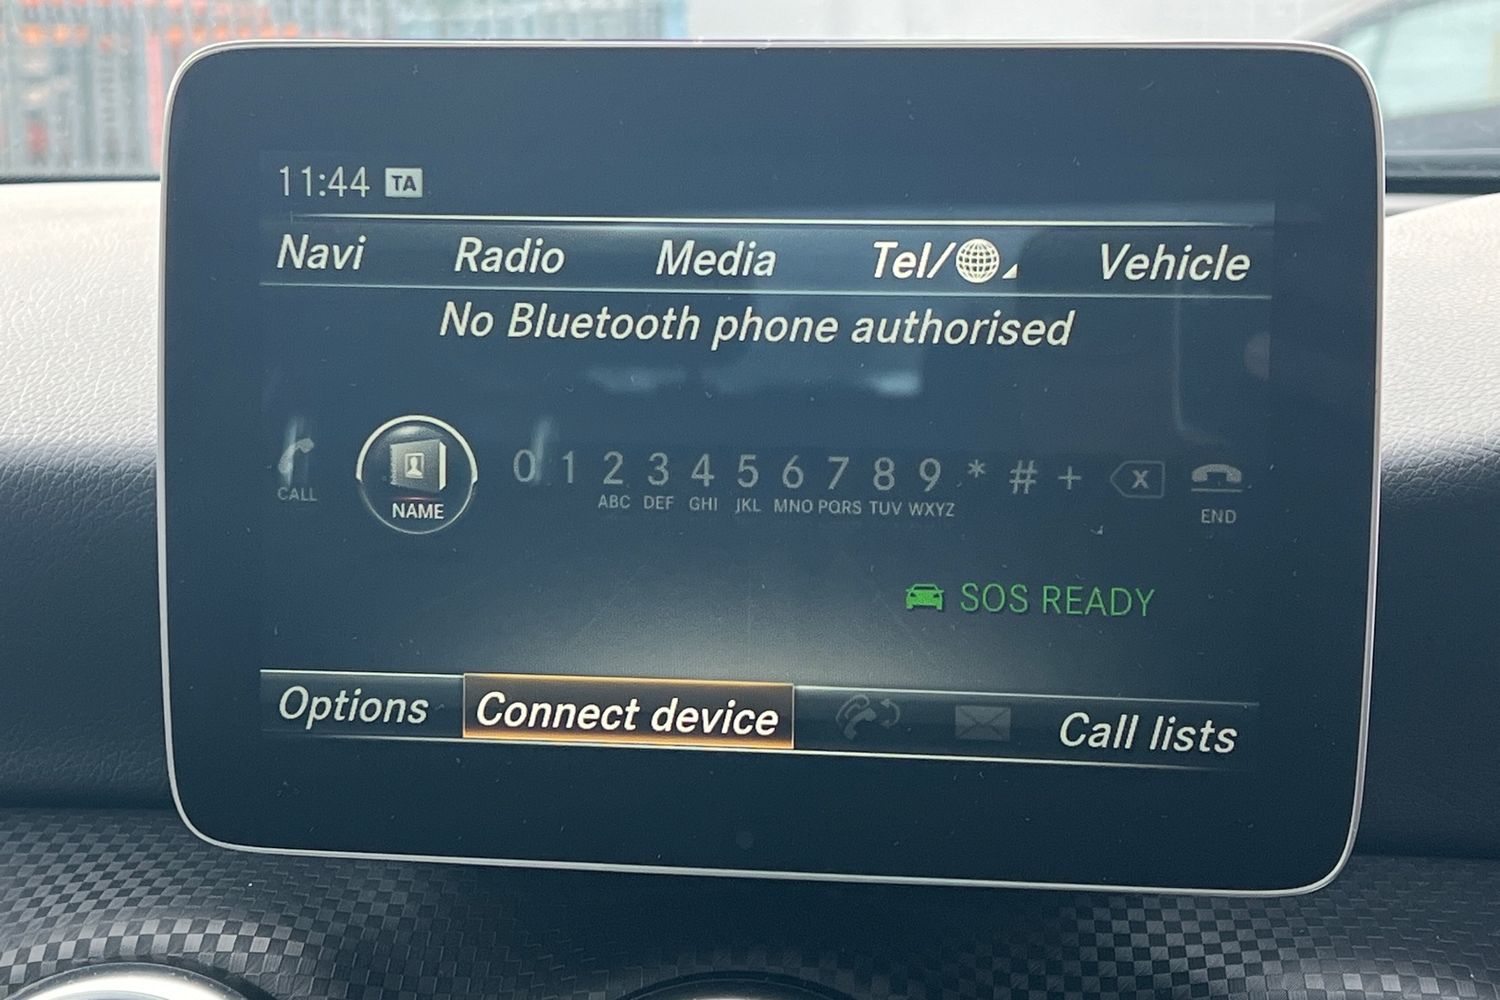 11:44 TA
Navi Radio Media Tel/ Vehicle
No Bluetooth phone authorised
0 1 2 3 4 5 6 7 8 9 * # + X
CALL NAME ABC DEF GHI JKL MNO PQRS TUV WXYZ END
SOS READY
Options Connect device Call lists